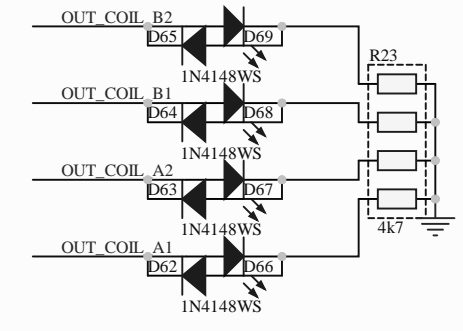 OUT_COIL_B2
D65 D69
1N4148WS
R23
OUT_COIL_B1
D64 D68
1N4148WS
OUT_COIL_A2
D63 D67
1N4148WS
4k7
OUT_COIL_A1
D62 D66
1N4148WS